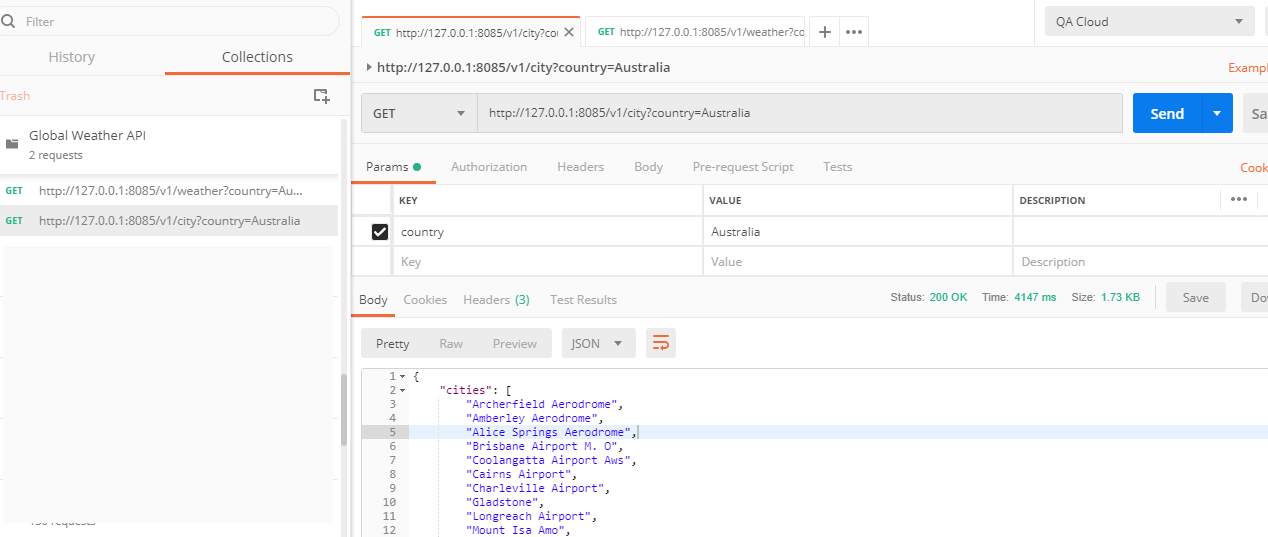 Filter
History
Collections
Trash
Global Weather API
2 requests
GET http://127.0.0.1:8085/v1/weather?country=Au...
GET http://127.0.0.1:8085/v1/city?country=Australia
GET http://127.0.0.1:8085/v1/city?cou
GET http://127.0.0.1:8085/v1/weather?co
QA Cloud
http://127.0.0.1:8085/v1/city?country=Australia
Exampl
GET
http://127.0.0.1:8085/v1/city?country=Australia
Send
Sa
Params
Authorization
Headers
Body
Pre-request Script
Tests
Cook
KEY VALUE DESCRIPTION
country Australia
Key Value Description
Body Cookies Headers (3) Test Results
Status: 200 OK Time: 4147 ms Size: 1.73 KB
Save
Do
Pretty Raw Preview JSON
1 {
2 "cities": [
3 "Archerfield Aerodrome",
4 "Amberley Aerodrome",
5 "Alice Springs Aerodrome",
6 "Brisbane Airport M. O",
7 "Coolangatta Airport Aws",
8 "Cairns Airport",
9 "Charleville Airport",
10 "Gladstone",
11 "Longreach Airport",
12 "Mount Isa Amo",